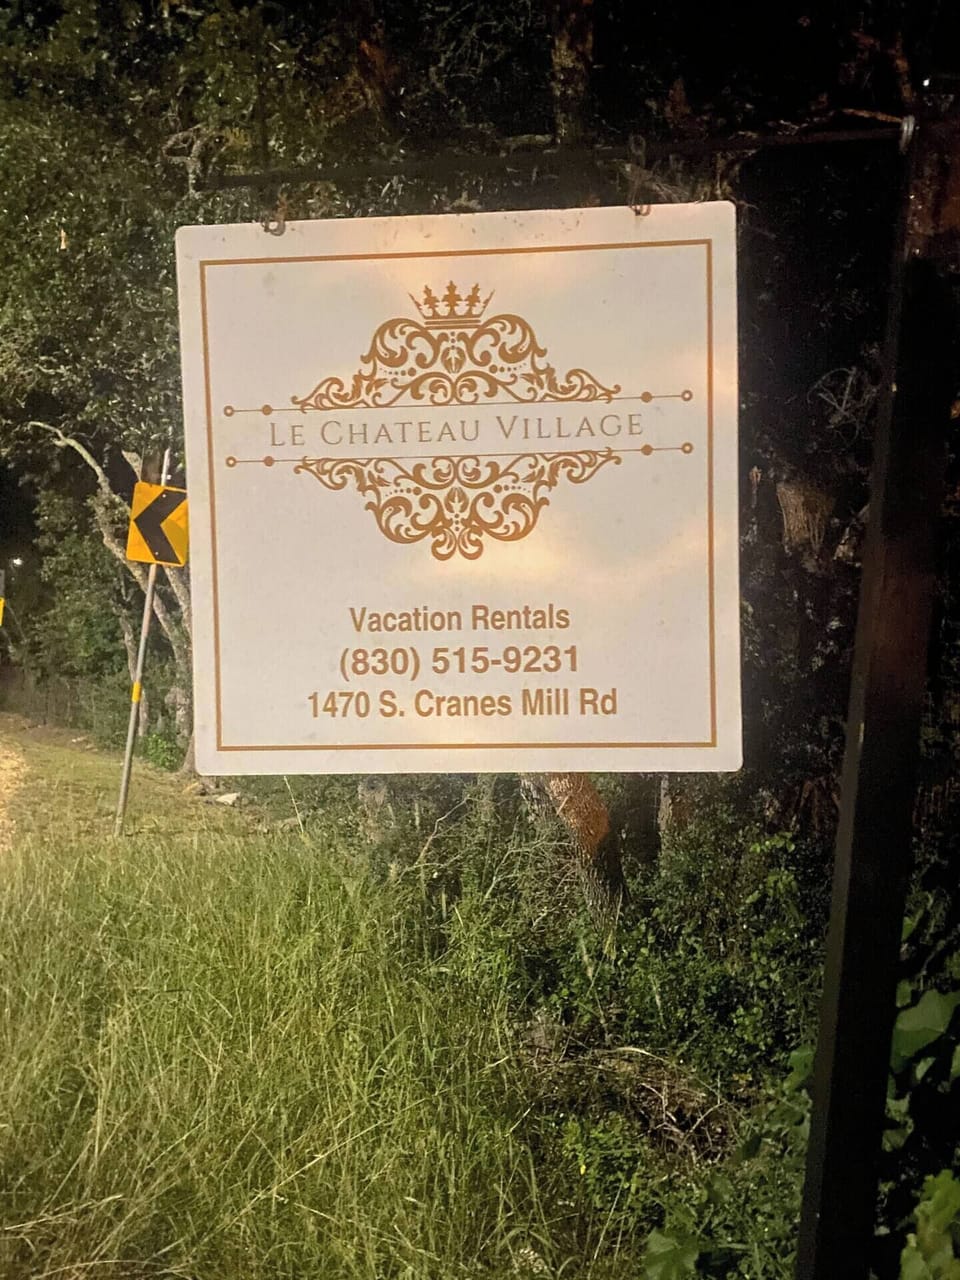 Le Chateau Village
Vacation Rentals
(830) 515-9231
1470 S. Cranes Mill Rd